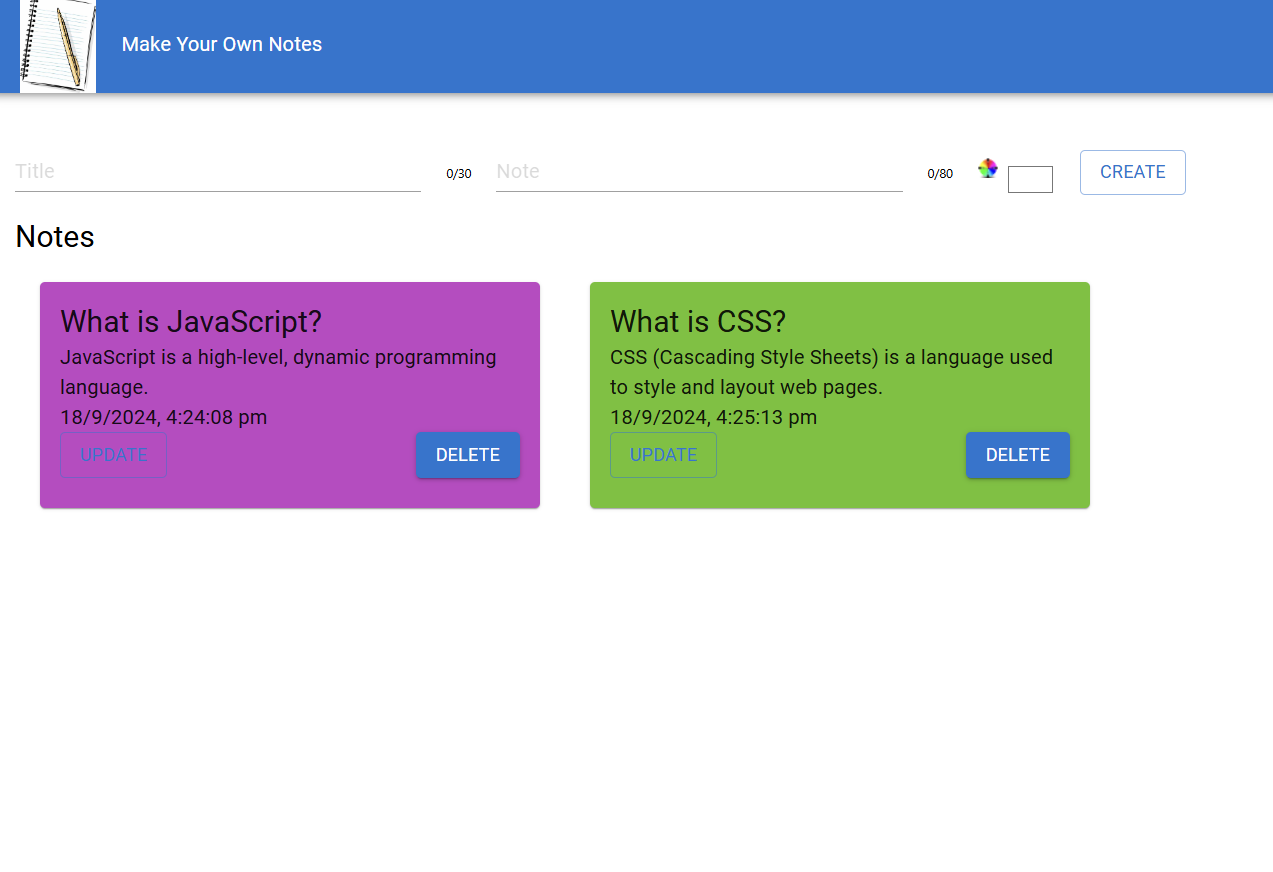 Make Your Own Notes
Title 0/30 Note 0/80 CREATE
Notes
What is JavaScript?
JavaScript is a high-level, dynamic programming
language.
18/9/2024, 4:24:08 pm
UPDATE DELETE
What is CSS?
CSS (Cascading Style Sheets) is a language used
to style and layout web pages.
18/9/2024, 4:25:13 pm
UPDATE DELETE